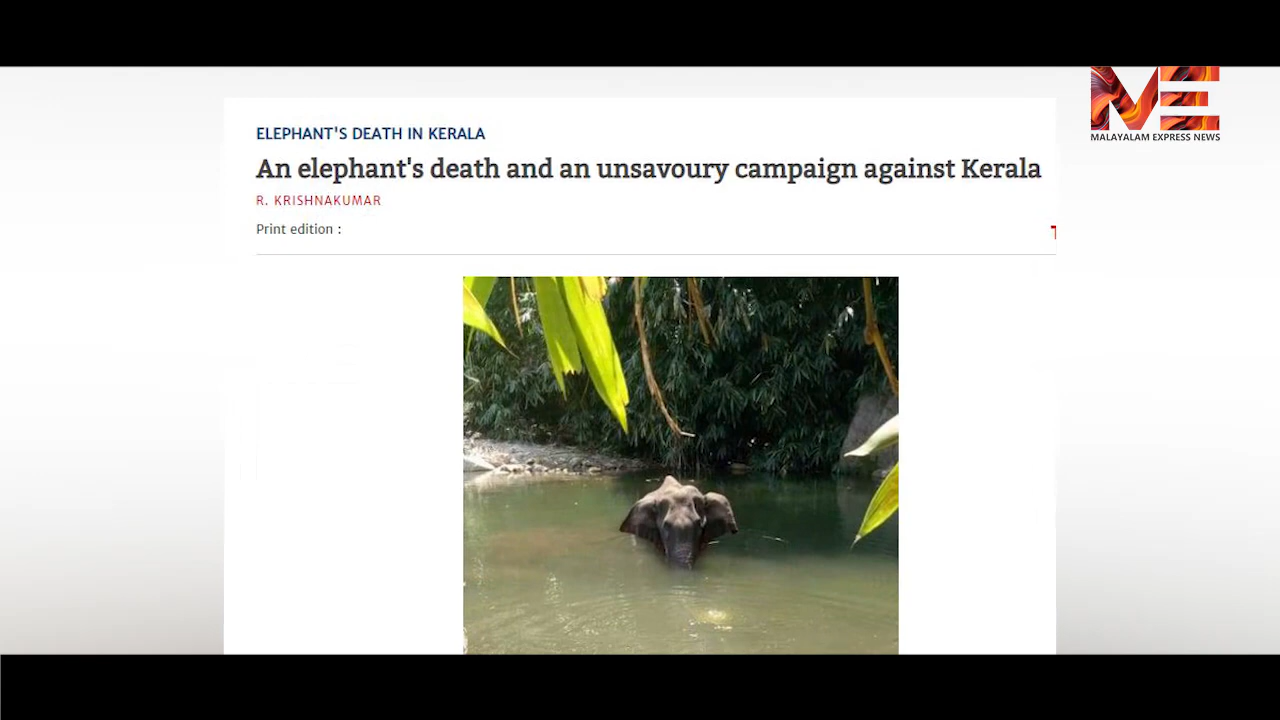 ME
MALAYALAM EXPRESS NEWS
ELEPHANT'S DEATH IN KERALA
An elephant's death and an unsavoury campaign against Kerala
R. KRISHNAKUMAR
Print edition :
T